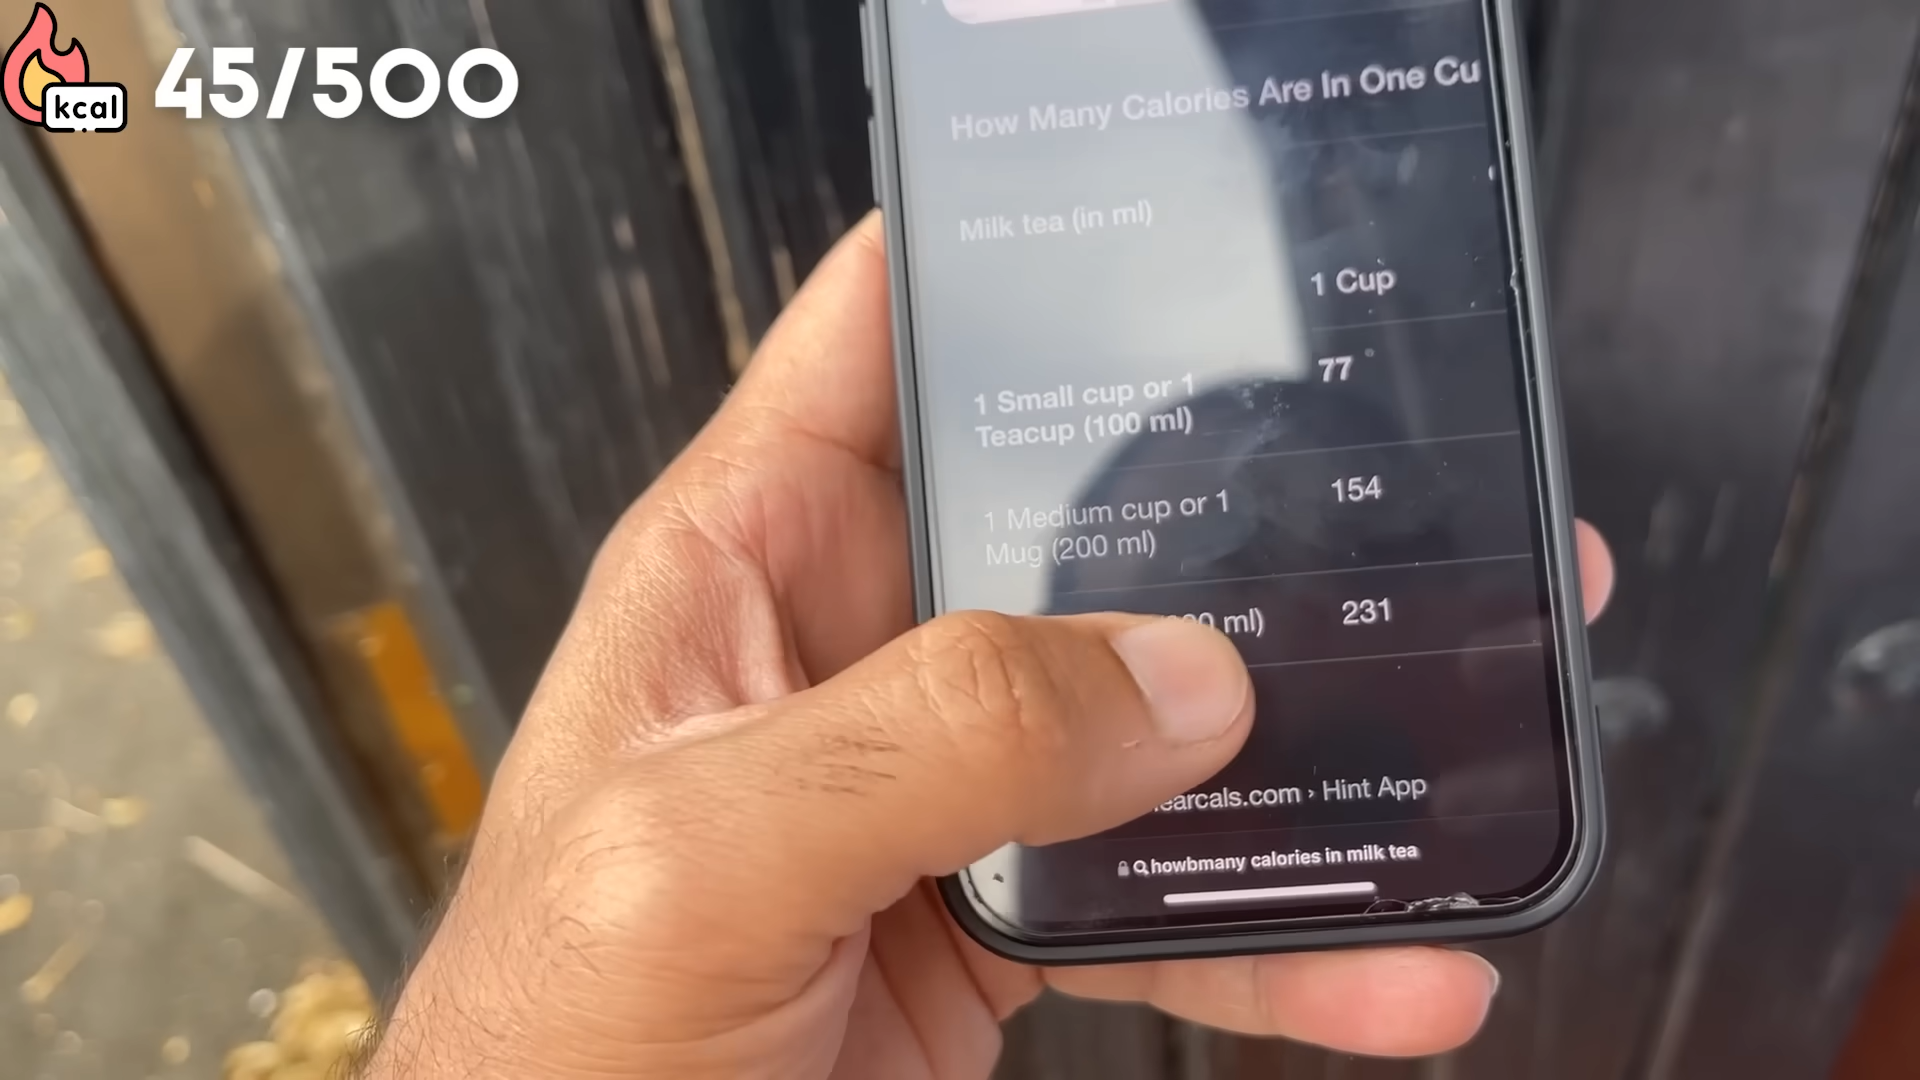 kcal
45/500
How Many Calories Are In One Cu
Milk tea (in ml)
1 Cup
1 Small cup or 1
Teacup (100 ml)
77
1 Medium cup or 1
Mug (200 ml)
154
ml)
231
earcals.com › Hint App
howbmany calories in milk tea